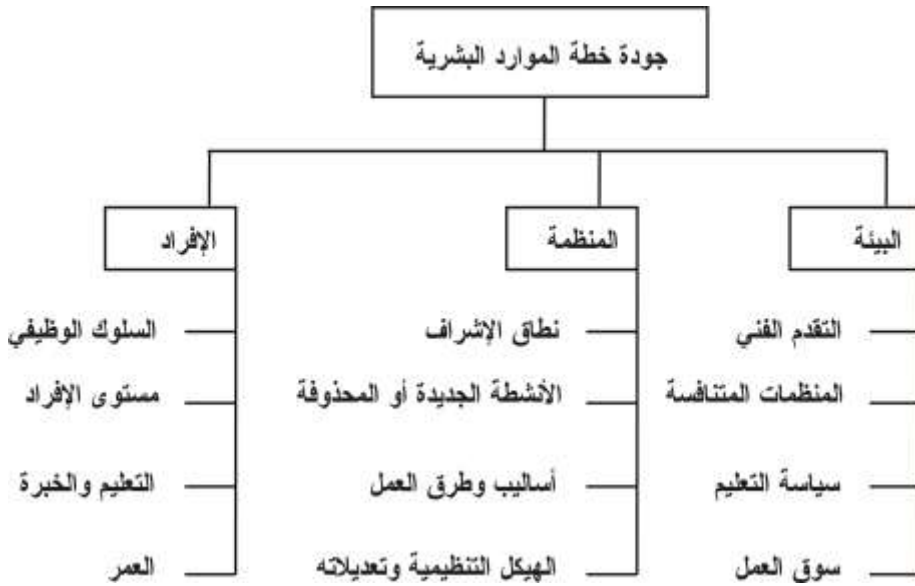 جودة خطة الموارد البشرية
البيئة
المنظمة
الإفراد
التقدم الفني
نطاق الإشراف
السلوك الوظيفي
المنظمات المتنافسة
الأنشطة الجديدة أو المحذوفة
مستوى الإفراد
سياسة التعليم
أساليب وطرق العمل
التعليم والخبرة
سوق العمل
الهيكل التنظيمية وتعديلاته
العمر